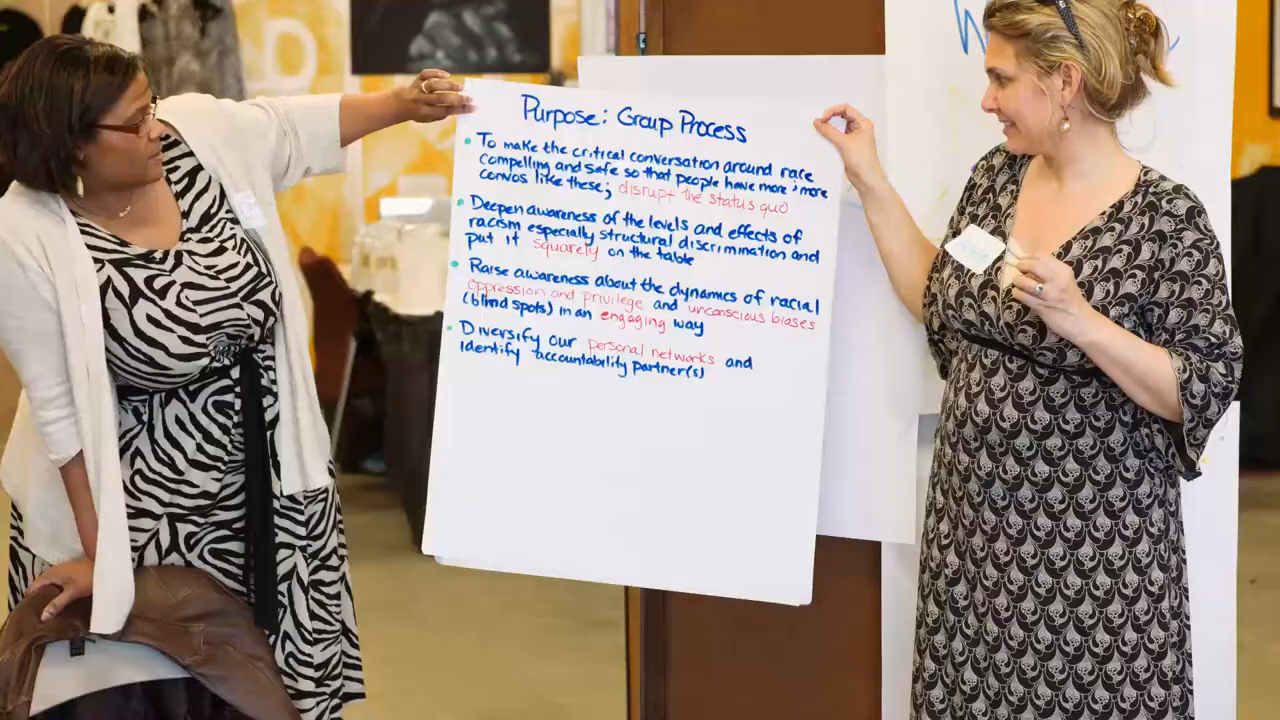 Purpose: Group Process
• To make the critical conversation around race
compelling and safe so that people have more & more
convos like these; disrupt the status quo
• Deepen awareness of the levels and effects of
racism especially structural discrimination and
put it squarely on the table
• Raise awareness about the dynamics of racial
oppression and privilege and unconscious biases
(blind spots) in an engaging way
• Diversify our personal networks and
identify accountability partner(s)